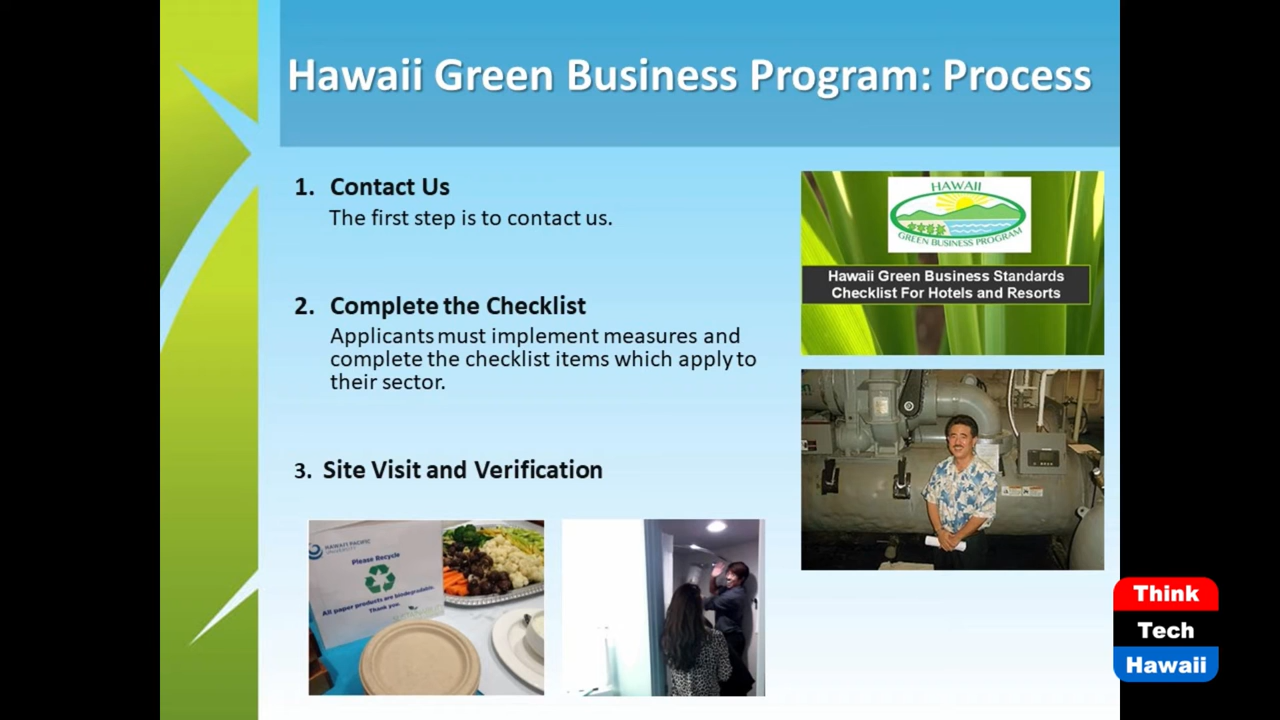 Hawaii Green Business Program: Process
1. Contact Us
The first step is to contact us.
2. Complete the Checklist
Applicants must implement measures and
complete the checklist items which apply to
their sector.
3. Site Visit and Verification
HAWAII
GREEN BUSINESS PROGRAM
Hawaii Green Business Standards
Checklist For Hotels and Resorts
HAWAI'I PACIFIC
UNIVERSITY
Please Recycle
All paper products are biodegradable.
Thank you.
Think
Tech
Hawaii